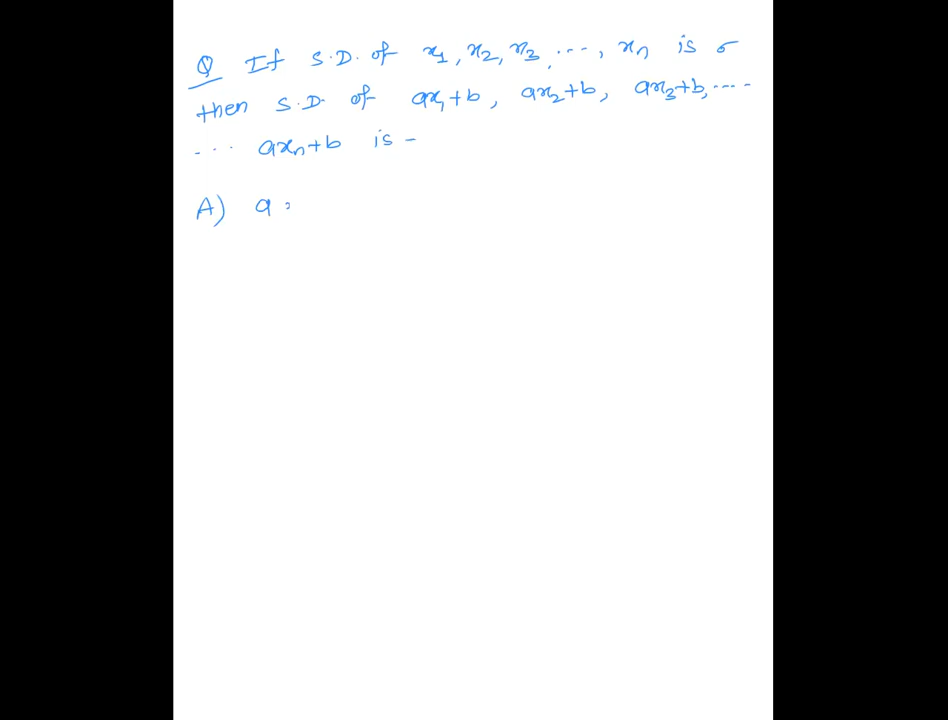 Q If S.D. of x1, x2, x3, ..., xn is σ
then S.D. of ax1+b, ax2+b, ax3+b, ....
... axn+b is -
A) a